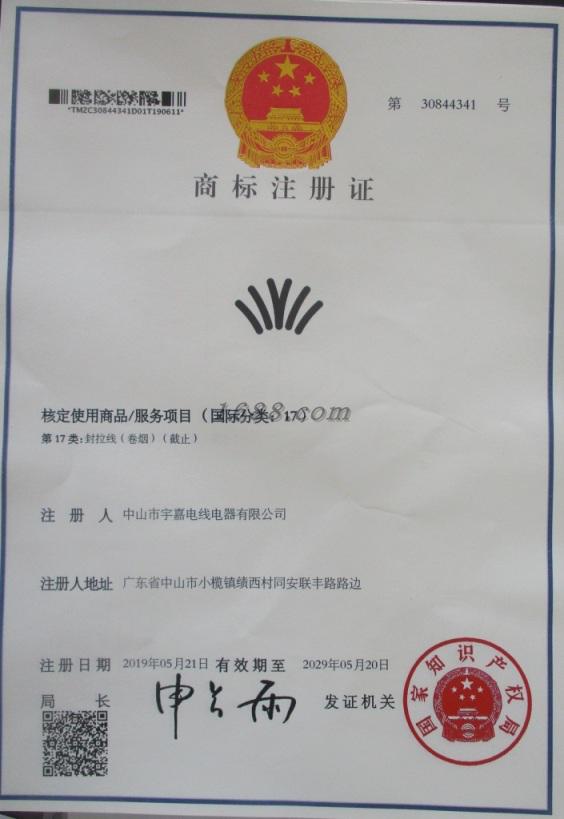 *TMZC30844341D01T190611*
第 30844341 号
商标注册证
核定使用商品/服务项目（国际分类：17）
1688.com
第17类：封拉线（卷烟）（截止）
注册人 中山市宇嘉电线电器有限公司
注册人地址 广东省中山市小榄镇绩西村同安联丰路路边
注册日期 2019年05月21日 有效期至 2029年05月20日
局长 申长雨 发证机关
国家知识产权局